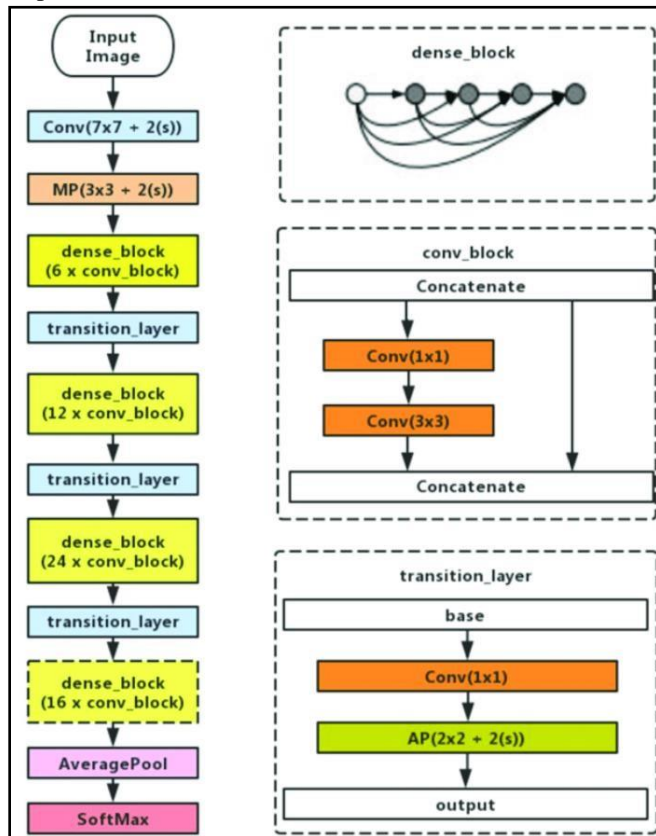 Input
Image
Conv(7x7 + 2(s))
MP(3x3 + 2(s))
dense_block
(6 x conv_block)
transition_layer
dense_block
(12 x conv_block)
transition_layer
dense_block
(24 x conv_block)
transition_layer
dense_block
(16 x conv_block)
AveragePool
SoftMax
dense_block
conv_block
Concatenate
Conv(1x1)
Conv(3x3)
Concatenate
transition_layer
base
Conv(1x1)
AP(2x2 + 2(s))
output